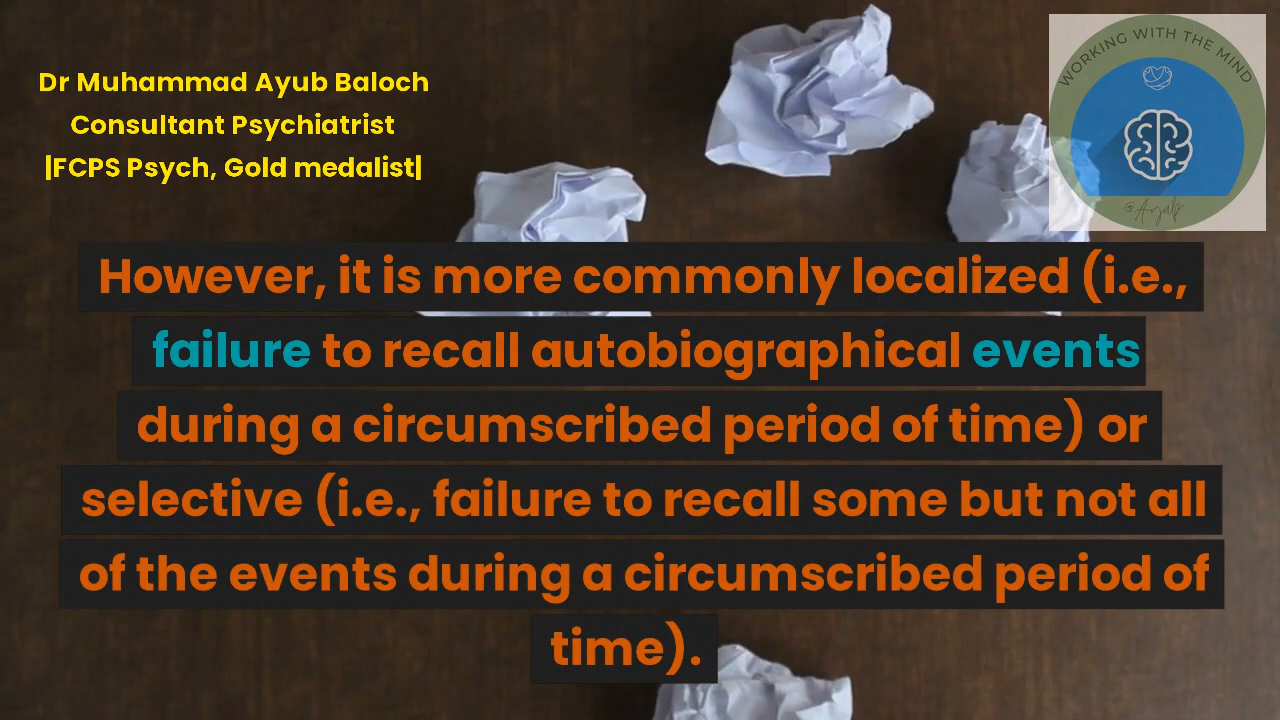 Dr Muhammad Ayub Baloch
Consultant Psychiatrist
|FCPS Psych, Gold medalist|
WORKING WITH THE MIND
@Ayub
However, it is more commonly localized (i.e.,
failure to recall autobiographical events
during a circumscribed period of time) or
selective (i.e., failure to recall some but not all
of the events during a circumscribed period of
time).